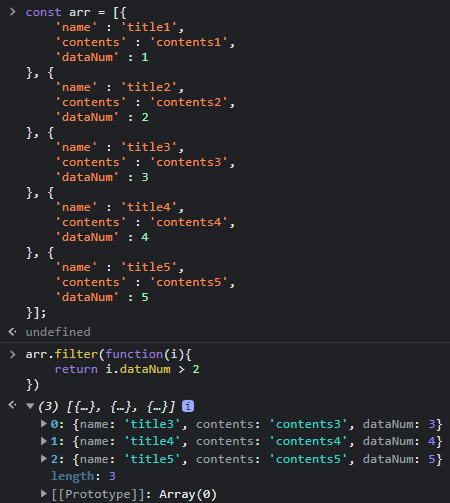 > const arr = [{
'name' : 'title1',
'contents' : 'contents1',
'dataNum' : 1
}, {
'name' : 'title2',
'contents' : 'contents2',
'dataNum' : 2
}, {
'name' : 'title3',
'contents' : 'contents3',
'dataNum' : 3
}, {
'name' : 'title4',
'contents' : 'contents4',
'dataNum' : 4
}, {
'name' : 'title5',
'contents' : 'contents5',
'dataNum' : 5
}];
undefined
> arr.filter(function(i){
return i.dataNum > 2
})
(3) [{…}, {…}, {…}] i
0: {name: 'title3', contents: 'contents3', dataNum: 3}
1: {name: 'title4', contents: 'contents4', dataNum: 4}
2: {name: 'title5', contents: 'contents5', dataNum: 5}
length: 3
[[Prototype]]: Array(0)